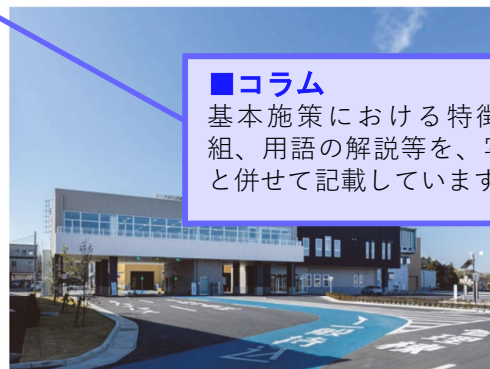 ■コラム
基本施策における特徴
組、用語の解説等を、写
と併せて記載しています